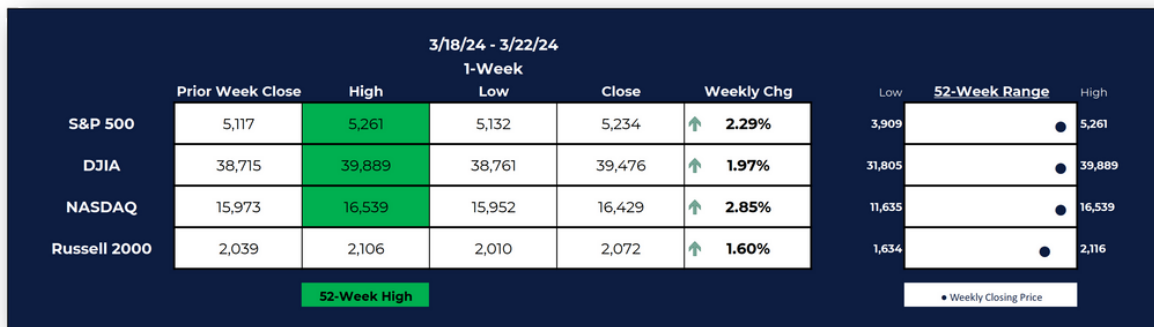 3/18/24 - 3/22/24
1-Week
Prior Week Close High Low Close Weekly Chg Low 52-Week Range High
S&P 500 5,117 5,261 5,132 5,234 2.29% 3,909 5,261
DJIA 38,715 39,889 38,761 39,476 1.97% 31,805 39,889
NASDAQ 15,973 16,539 15,952 16,429 2.85% 11,635 16,539
Russell 2000 2,039 2,106 2,010 2,072 1.60% 1,634 2,116
52-Week High • Weekly Closing Price